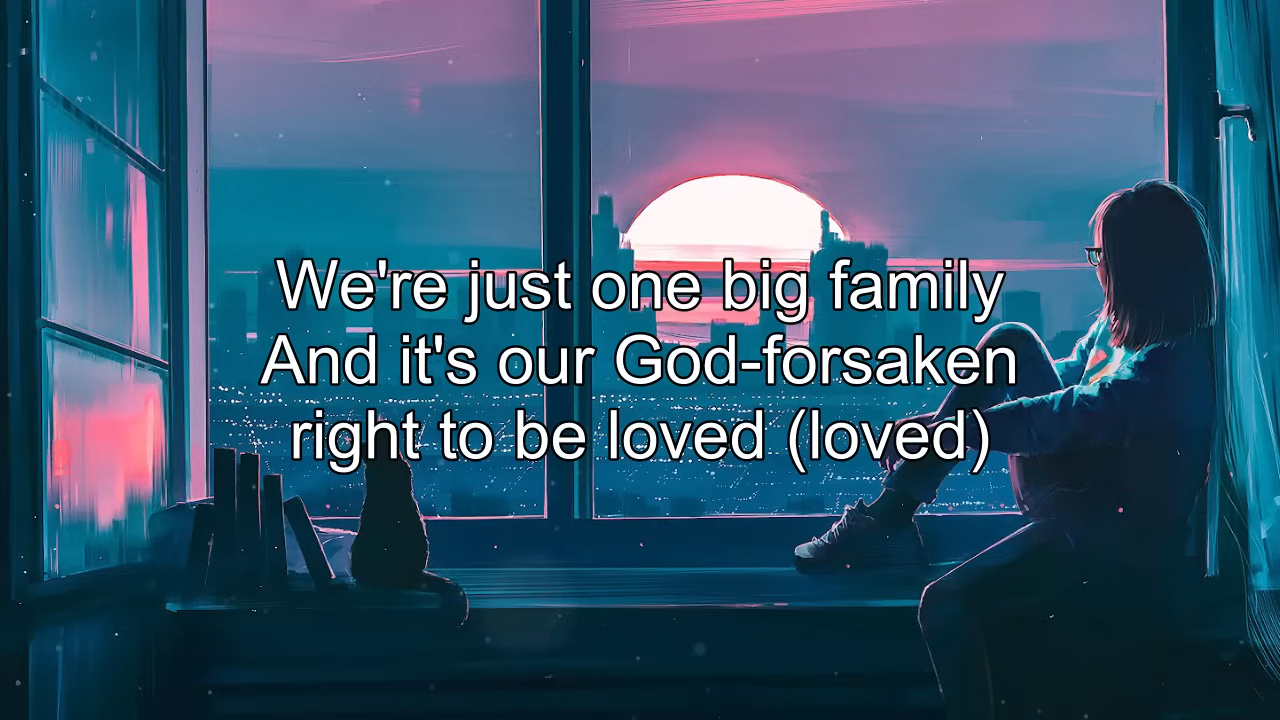 We're just one big family
And it's our God-forsaken
right to be loved (loved)